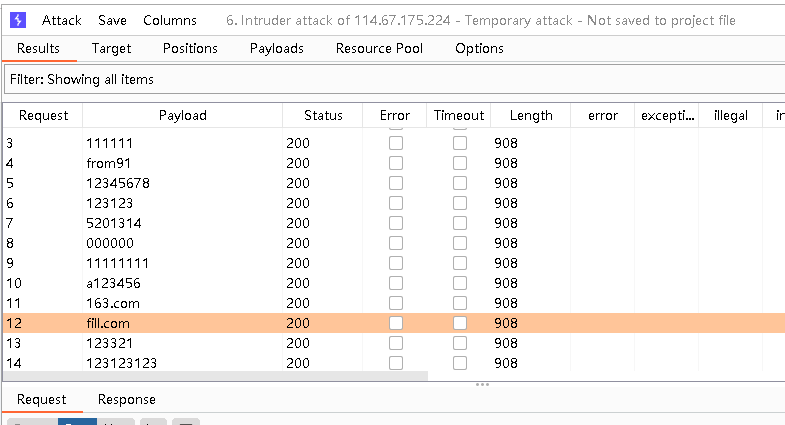 Attack Save Columns 6. Intruder attack of 114.67.175.224 - Temporary attack - Not saved to project file
Results Target Positions Payloads Resource Pool Options
Filter: Showing all items
Request Payload Status Error Timeout Length error excepti... illegal in
3 111111 200 908
4 from91 200 908
5 12345678 200 908
6 123123 200 908
7 5201314 200 908
8 000000 200 908
9 11111111 200 908
10 a123456 200 908
11 163.com 200 908
12 fill.com 200 908
13 123321 200 908
14 123123123 200 908
Request Response